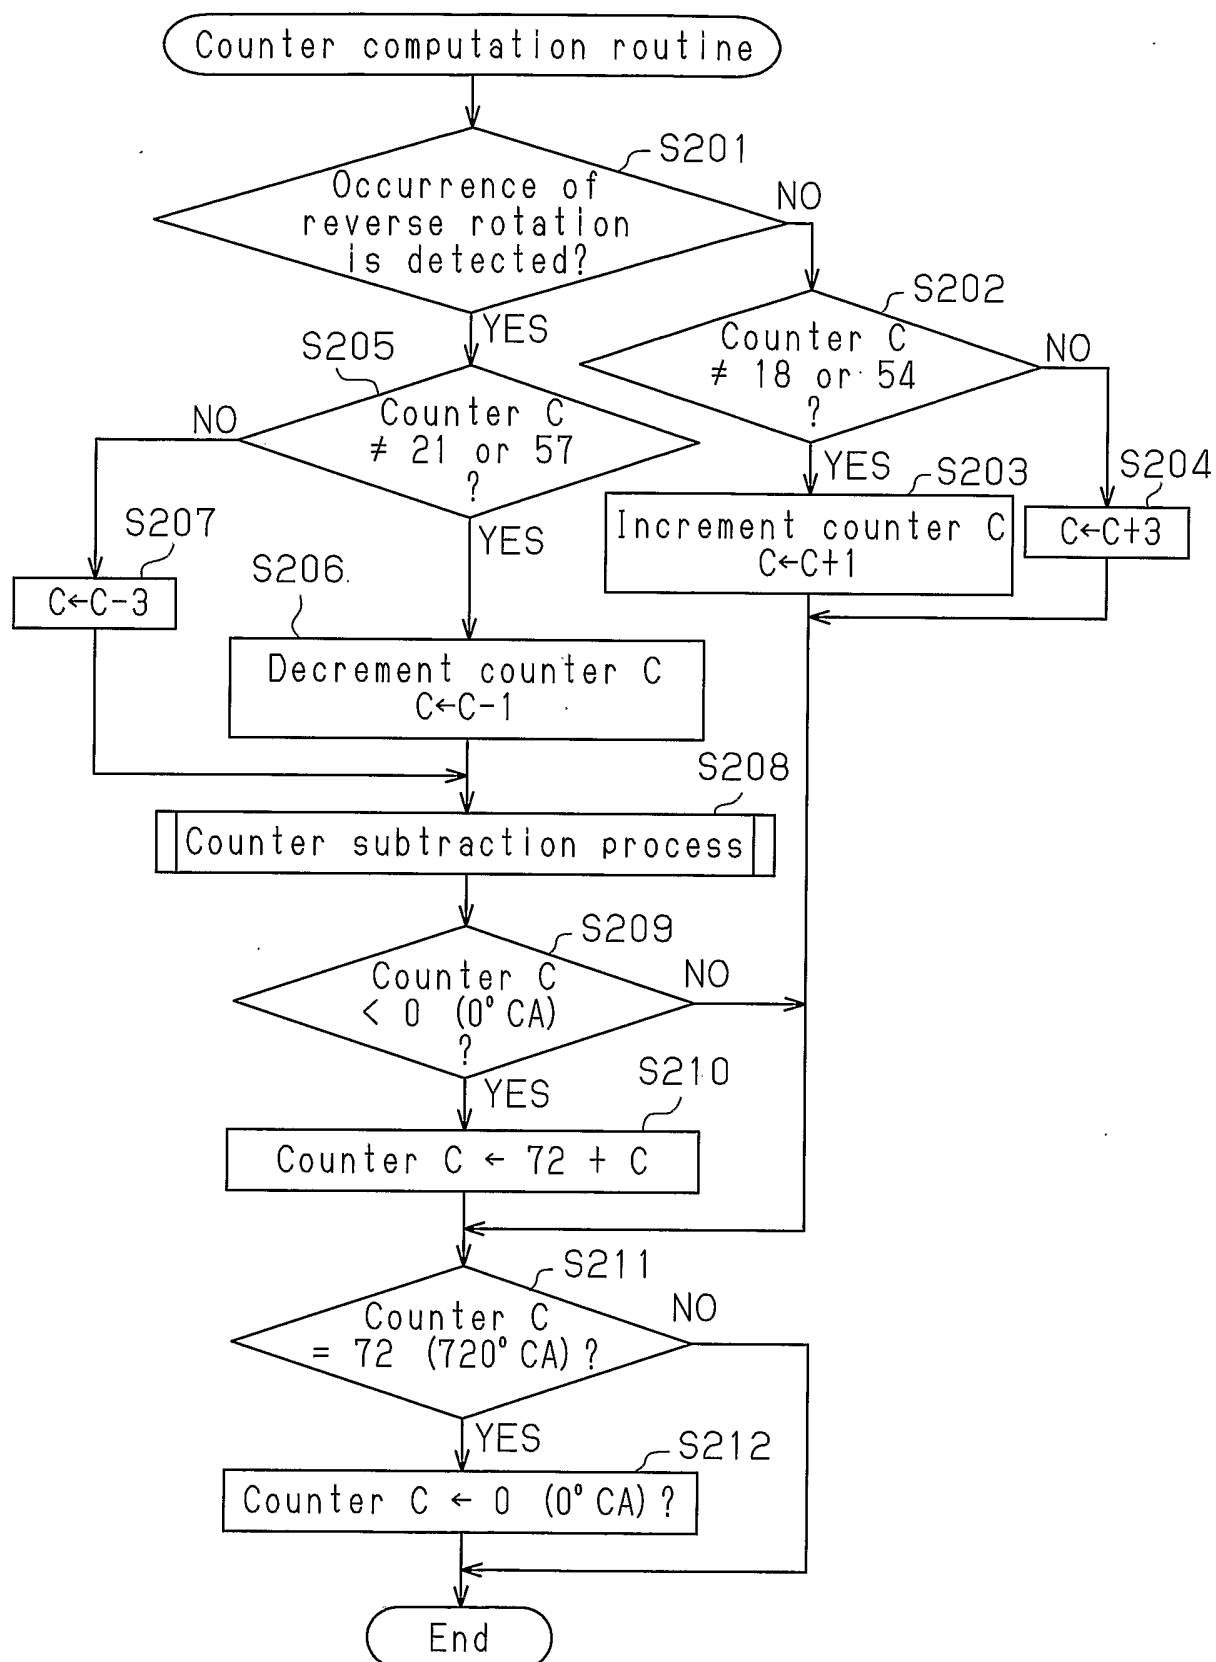 Counter computation routine
S201
Occurrence of
reverse rotation
is detected?
NO
YES
S202
Counter C
≠ 18 or 54
?
NO
YES
S203
Increment counter C
C←C+1
S204
C←C+3
S205
Counter C
≠ 21 or 57
?
NO
YES
S207
C←C-3
S206
Decrement counter C
C←C-1
S208
Counter subtraction process
S209
Counter C
< 0 (0° CA)
?
NO
YES
S210
Counter C ← 72 + C
S211
Counter C
= 72 (720° CA) ?
NO
YES
S212
Counter C ← 0 (0° CA) ?
End